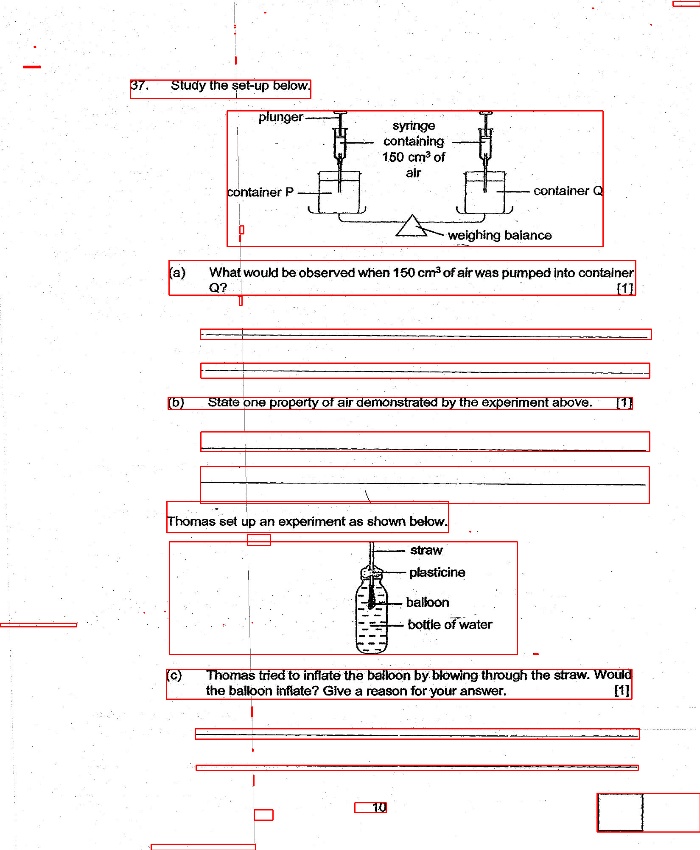 37. Study the set-up below.
plunger
syringe
containing
150 cm³ of
air
container P
container Q
weighing balance
(a) What would be observed when 150 cm³ of air was pumped into container
Q? [1]
(b) State one property of air demonstrated by the experiment above. [1]
Thomas set up an experiment as shown below.
straw
plasticine
balloon
bottle of water
(c) Thomas tried to inflate the balloon by blowing through the straw. Would
the balloon inflate? Give a reason for your answer. [1]
10